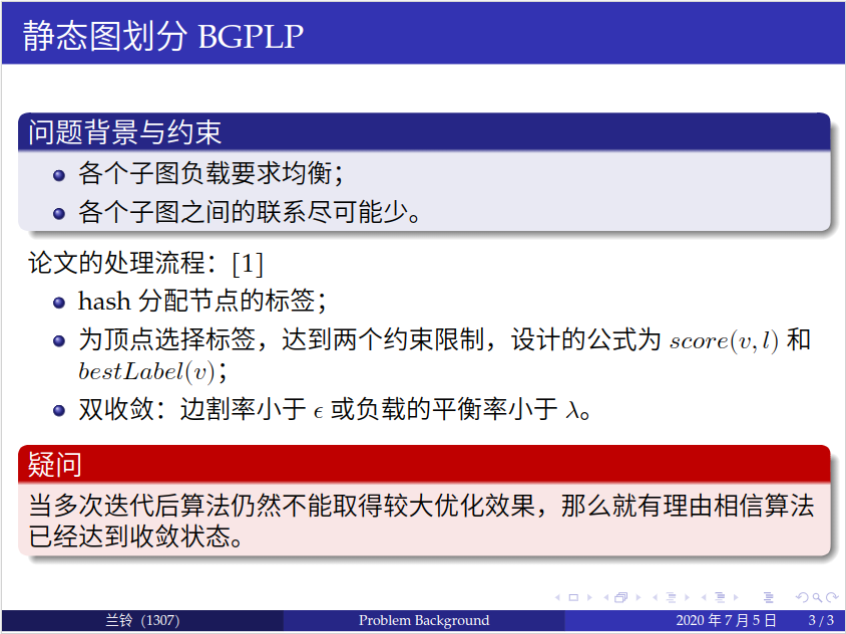 静态图划分 BGPLP
问题背景与约束
各个子图负载要求均衡；
各个子图之间的联系尽可能少。
论文的处理流程：[1]
hash 分配节点的标签；
为顶点选择标签，达到两个约束限制，设计的公式为 score(v, l) 和
bestLabel(v)；
双收敛：边割率小于 ϵ 或负载的平衡率小于 λ。
疑问
当多次迭代后算法仍然不能取得较大优化效果，那么就有理由相信算法
已经达到收敛状态。
兰铃（1307） Problem Background 2020 年 7 月 5 日 3 / 3